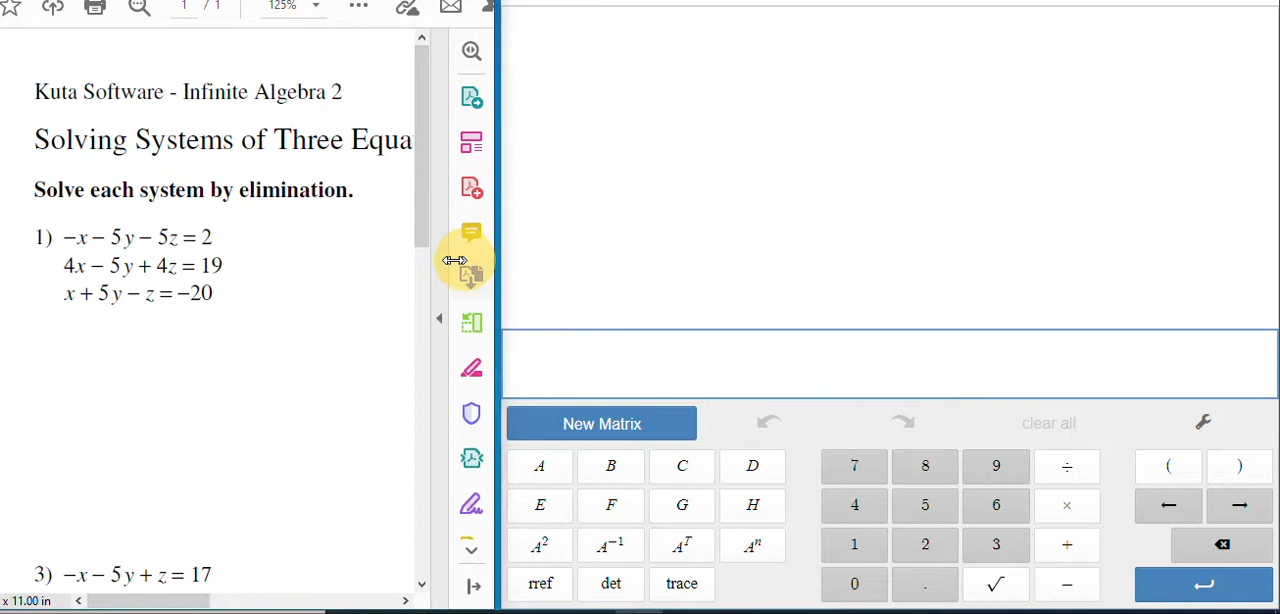 1 / 1
125%
Kuta Software - Infinite Algebra 2
Solving Systems of Three Equa
Solve each system by elimination.
1) −x − 5y − 5z = 2
4x − 5y + 4z = 19
x + 5y − z = −20
3) −x − 5y + z = 17
x 11.00 in
New Matrix
clear all
A B C D 7 8 9 ÷ ( )
E F G H 4 5 6 × ← →
A² A⁻¹ Aᵀ Aⁿ 1 2 3 +
rref det trace 0 . √ −